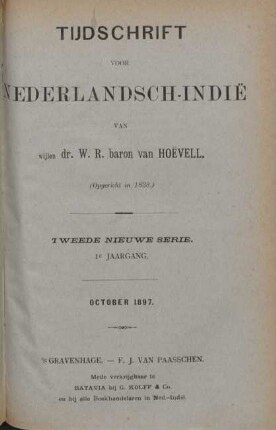 TIJDSCHRIFT
VOOR
NEDERLANDSCH-INDIË
VAN
wijlen dr. W. R. baron van HOËVELL.
(Opgericht in 1838.)
TWEEDE NIEUWE SERIE.
1e JAARGANG.
OCTOBER 1897.
'S GRAVENHAGE. — F. J. VAN PAASSCHEN.
Mede verkrijgbaar te
BATAVIA bij G. KOLFF & Co.
en bij alle Boekhandelaren in Ned.-Indië